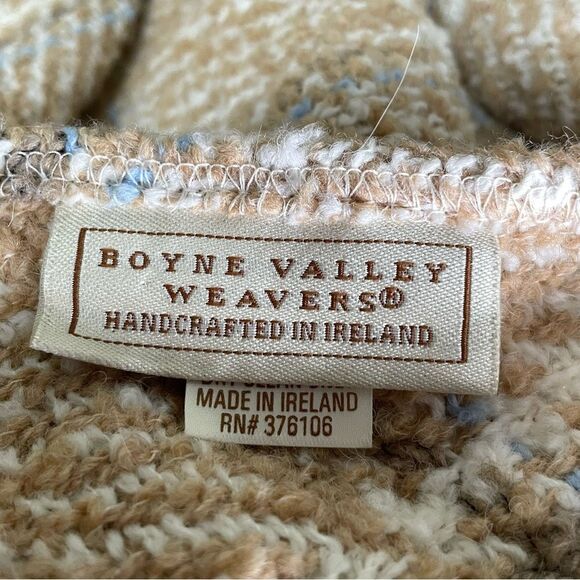 BOYNE VALLEY
WEAVERS®
HANDCRAFTED IN IRELAND
MADE IN IRELAND
RN# 376106